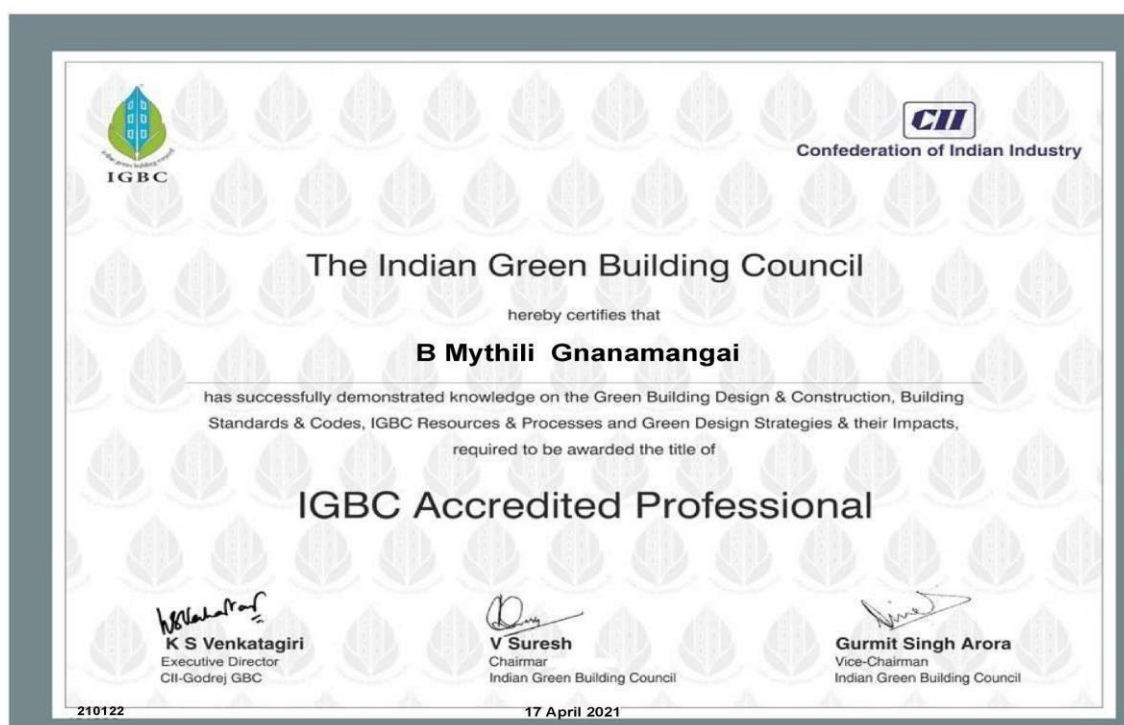 IGBC
CII
Confederation of Indian Industry
The Indian Green Building Council
hereby certifies that
B Mythili Gnanamangai
has successfully demonstrated knowledge on the Green Building Design & Construction, Building
Standards & Codes, IGBC Resources & Processes and Green Design Strategies & their Impacts,
required to be awarded the title of
IGBC Accredited Professional
K S Venkatagiri
Executive Director
CII-Godrej GBC
V Suresh
Chairmar
Indian Green Building Council
Gurmit Singh Arora
Vice-Chairman
Indian Green Building Council
210122
17 April 2021